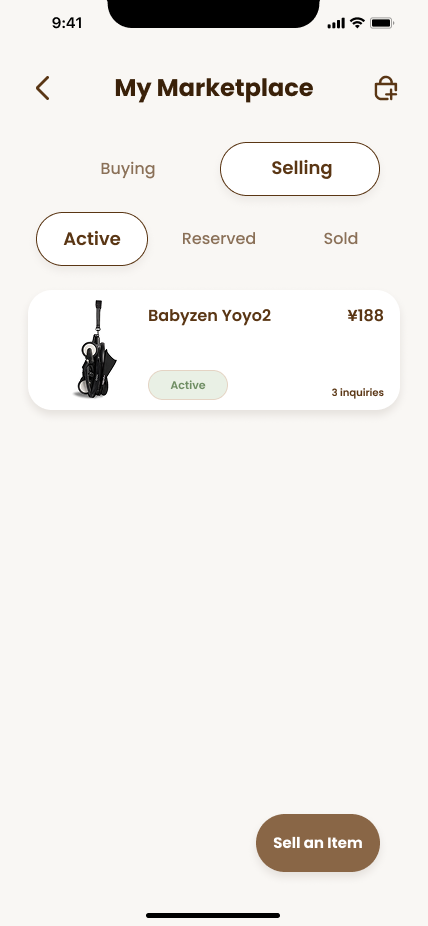 9:41
My Marketplace
Buying
Selling
Active
Reserved
Sold
Babyzen Yoyo2
¥188
Active
3 inquiries
Sell an Item